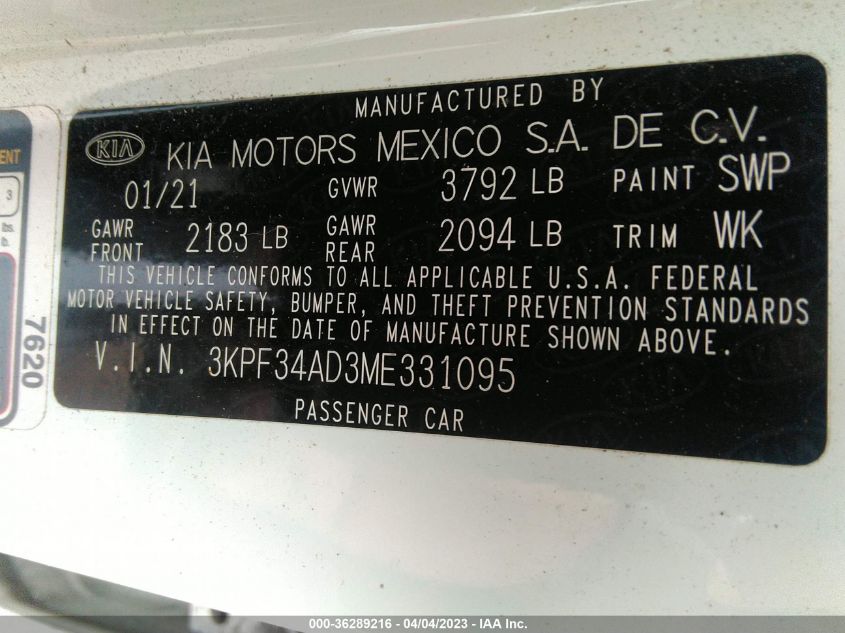 MANUFACTURED BY
KIA KIA MOTORS MEXICO S.A. DE C.V.
01/21 GVWR 3792 LB PAINT SWP
GAWR FRONT 2183 LB GAWR REAR 2094 LB TRIM WK
THIS VEHICLE CONFORMS TO ALL APPLICABLE U.S.A. FEDERAL
MOTOR VEHICLE SAFETY, BUMPER, AND THEFT PREVENTION STANDARDS
IN EFFECT ON THE DATE OF MANUFACTURE SHOWN ABOVE.
V.I.N. 3KPF34AD3ME331095
PASSENGER CAR
3
lbs.
lb.
7620
000-36289216 - 04/04/2023 - IAA Inc.